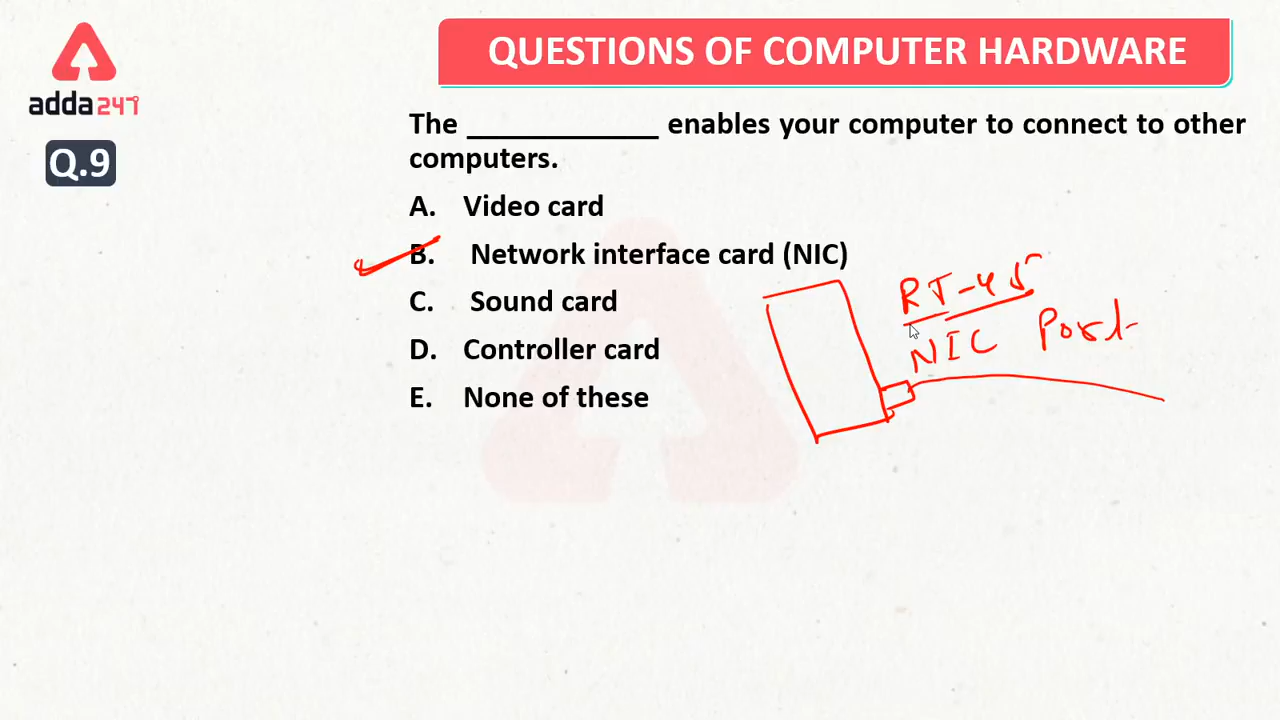 QUESTIONS OF COMPUTER HARDWARE
adda247
Q.9
The ____________ enables your computer to connect to other
computers.
A. Video card
B. Network interface card (NIC)
C. Sound card
D. Controller card
E. None of these
RJ-45
NIC Port